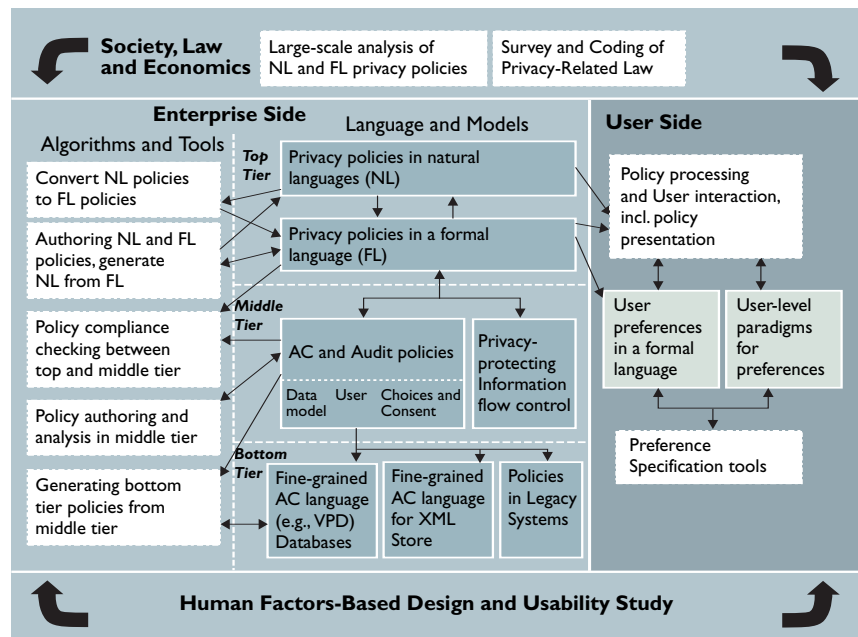 Society, Law
and Economics
Large-scale analysis of
NL and FL privacy policies
Survey and Coding of
Privacy-Related Law
Enterprise Side
Algorithms and Tools
Convert NL policies
to FL policies
Authoring NL and FL
policies, generate
NL from FL
Policy compliance
checking between
top and middle tier
Policy authoring and
analysis in middle tier
Generating bottom
tier policies from
middle tier
Language and Models
Top
Tier
Privacy policies in natural
languages (NL)
Privacy policies in a formal
language (FL)
Middle
Tier
AC and Audit policies
Data
model
User
Choices and
Consent
Privacy-
protecting
Information
flow control
Bottom
Tier
Fine-grained
AC language
(e.g., VPD)
Databases
Fine-grained
AC language
for XML
Store
Policies
in Legacy
Systems
User Side
Policy processing
and User interaction,
incl. policy
presentation
User
preferences
in a formal
language
User-level
paradigms
for
preferences
Preference
Specification tools
Human Factors-Based Design and Usability Study